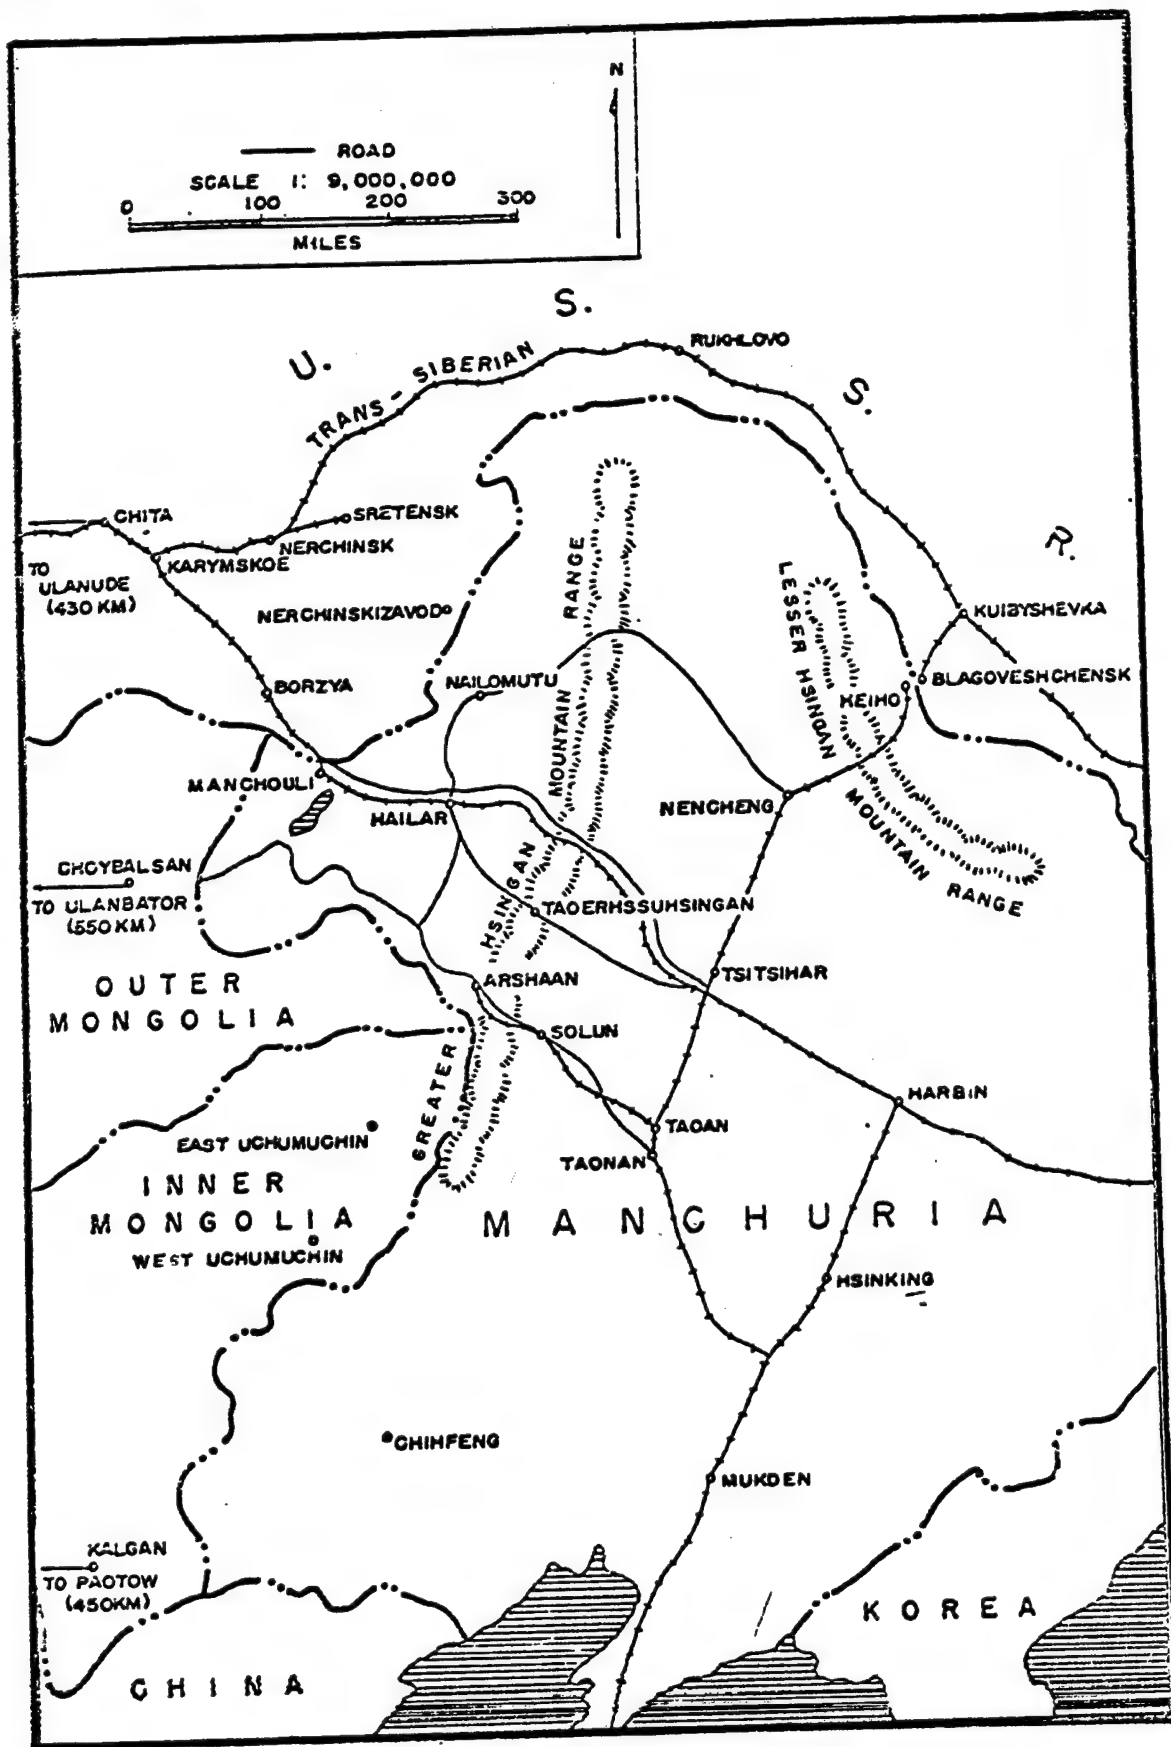 N
ROAD
SCALE 1: 9,000,000
0 100 200 300
MILES
U. S. S. R.
TRANS-SIBERIAN
RUKHLOVO
CHITA
SRETENSK
NERCHINSK
KARYMSKOE
TO
ULANUDE
(430 KM)
NERCHINSKIZAVOD
KUIBYSHEVKA
BORZYA
NAILOMUTU
BLAGOVESHCHENSK
HEIHO
LESSER HSINGAN
MOUNTAIN RANGE
MANCHOULI
HAILAR
NENCHENG
CHOYBALSAN
TO ULANBATOR
(550 KM)
TAOERHSSUHSINGAN
GREATER HSINGAN MOUNTAIN RANGE
TSITSIHAR
ARSHAAN
OUTER
MONGOLIA
SOLUN
HARBIN
TAOAN
EAST UCHUMUCHIN
TAONAN
INNER
MONGOLIA
MANCHURIA
WEST UCHUMUCHIN
HSINKING
CHIHFENG
MUKDEN
KALGAN
TO PAOTOW
(450KM)
KOREA
CHINA